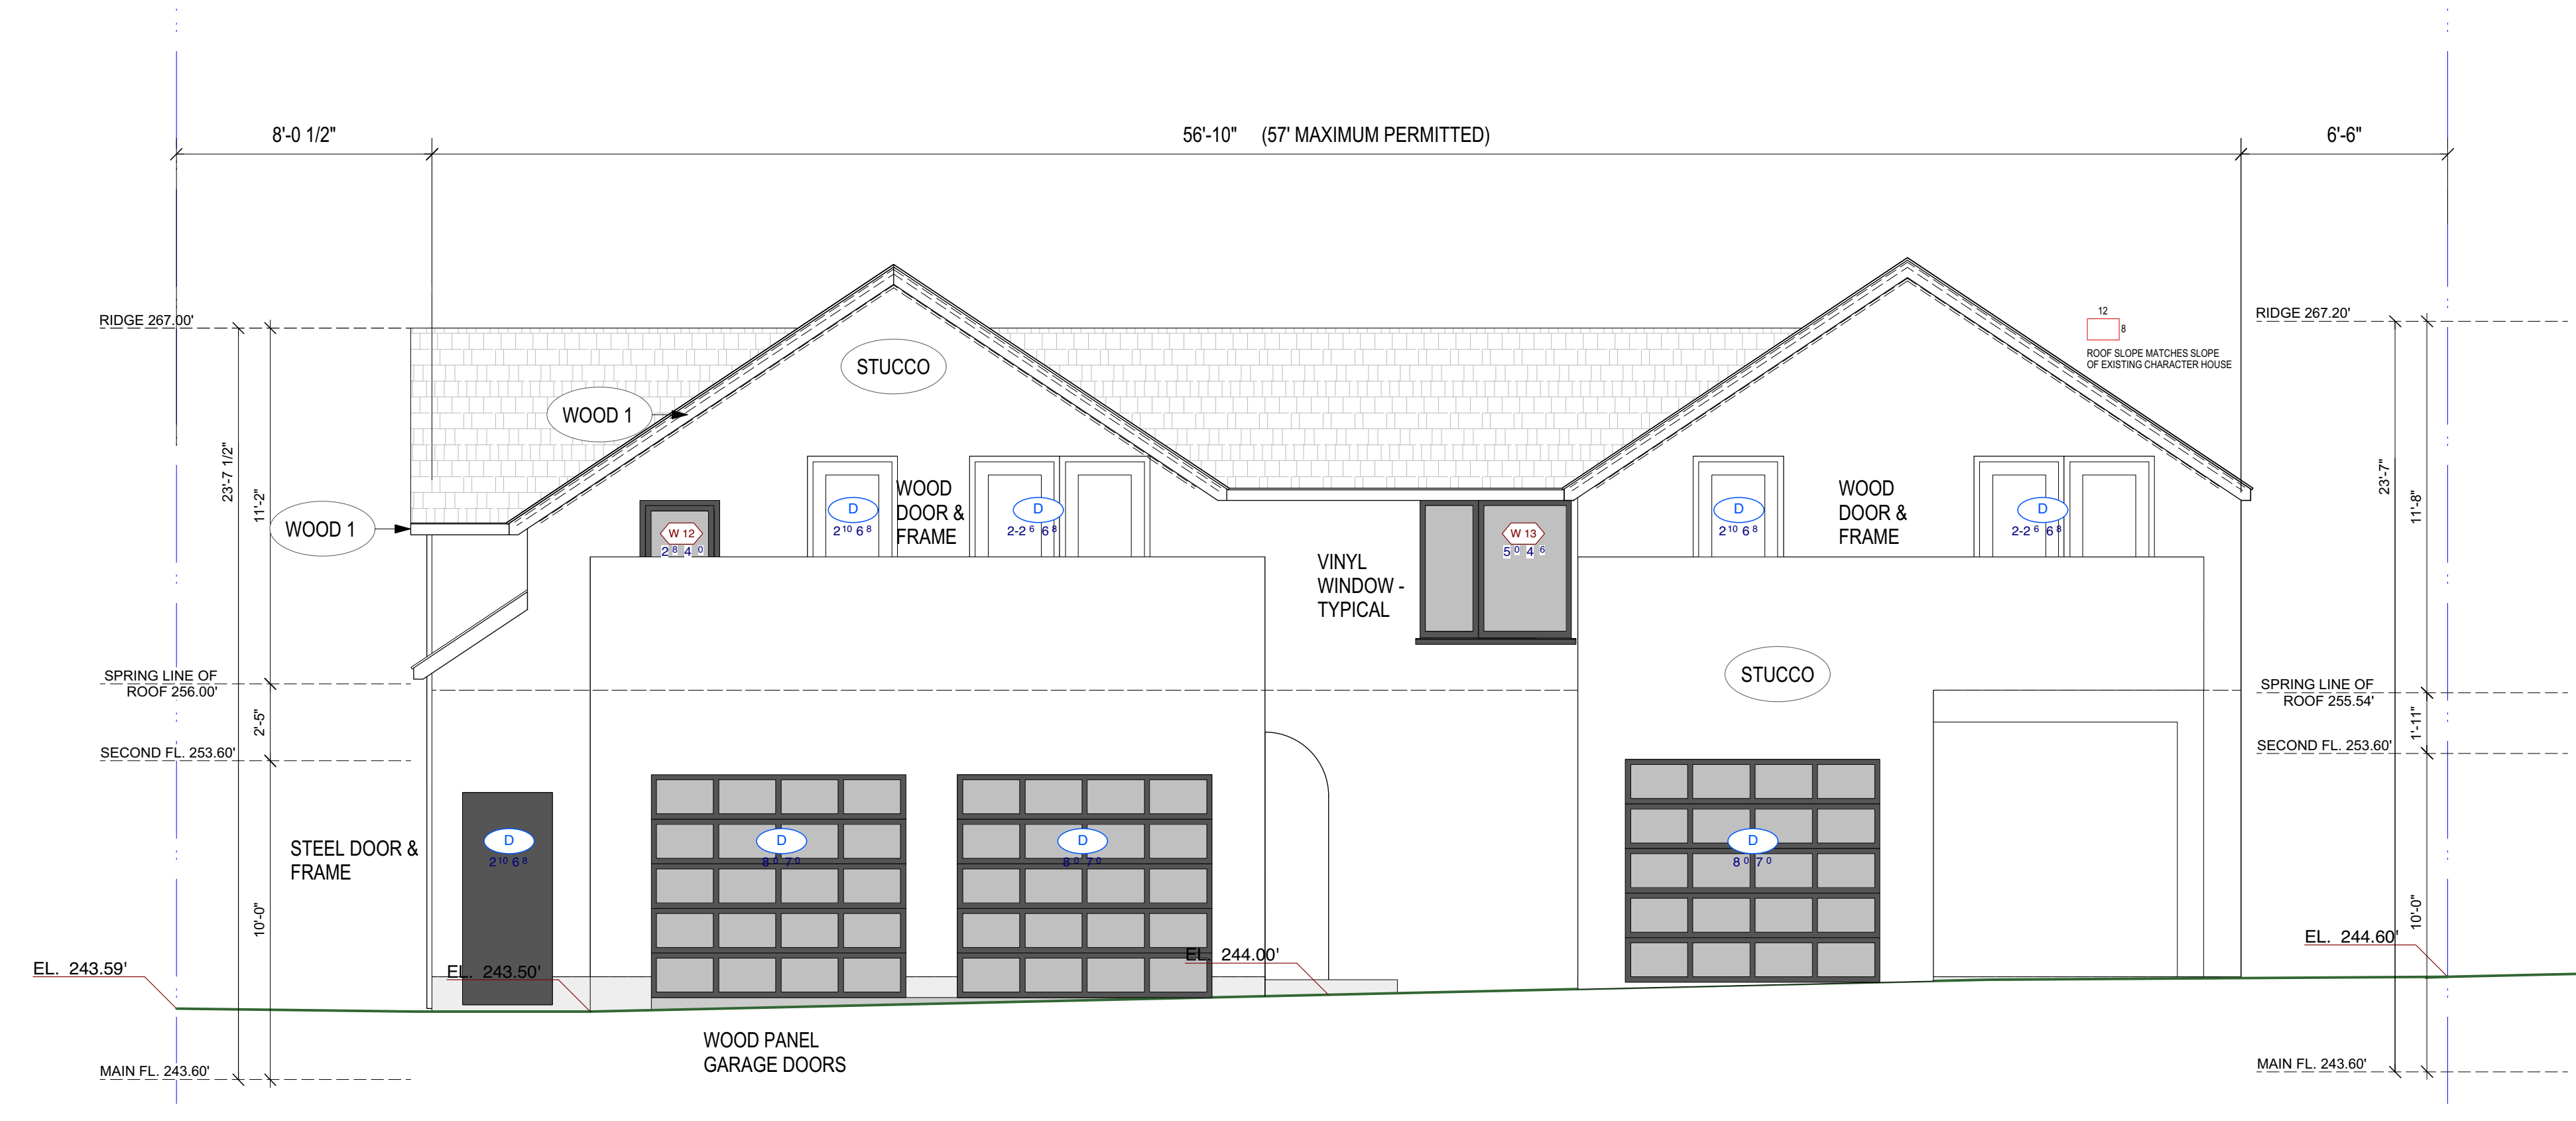 8'-0 1/2"
56'-10" (57' MAXIMUM PERMITTED)
6'-6"
RIDGE 267.00'
RIDGE 267.20'
12
8
ROOF SLOPE MATCHES SLOPE
OF EXISTING CHARACTER HOUSE
STUCCO
WOOD 1
WOOD 1
23'-7 1/2"
11'-2"
23'-7"
11'-8"
W 12
2 8 4 0
D
2 10 6 8
WOOD
DOOR &
FRAME
D
2-2 6 6 8
W 13
5 0 4 6
D
2 10 6 8
WOOD
DOOR &
FRAME
D
2-2 6 6 8
VINYL
WINDOW -
TYPICAL
STUCCO
SPRING LINE OF
ROOF 256.00'
SPRING LINE OF
ROOF 255.54'
2'-5"
1'-11"
SECOND FL. 253.60'
SECOND FL. 253.60'
STEEL DOOR &
FRAME
D
2 10 6 8
D
8 0 7 0
D
8 0 7 0
D
8 0 7 0
10'-0"
10'-0"
EL. 243.59'
EL. 243.50'
EL. 244.00'
EL. 244.60'
WOOD PANEL
GARAGE DOORS
MAIN FL. 243.60'
MAIN FL. 243.60'